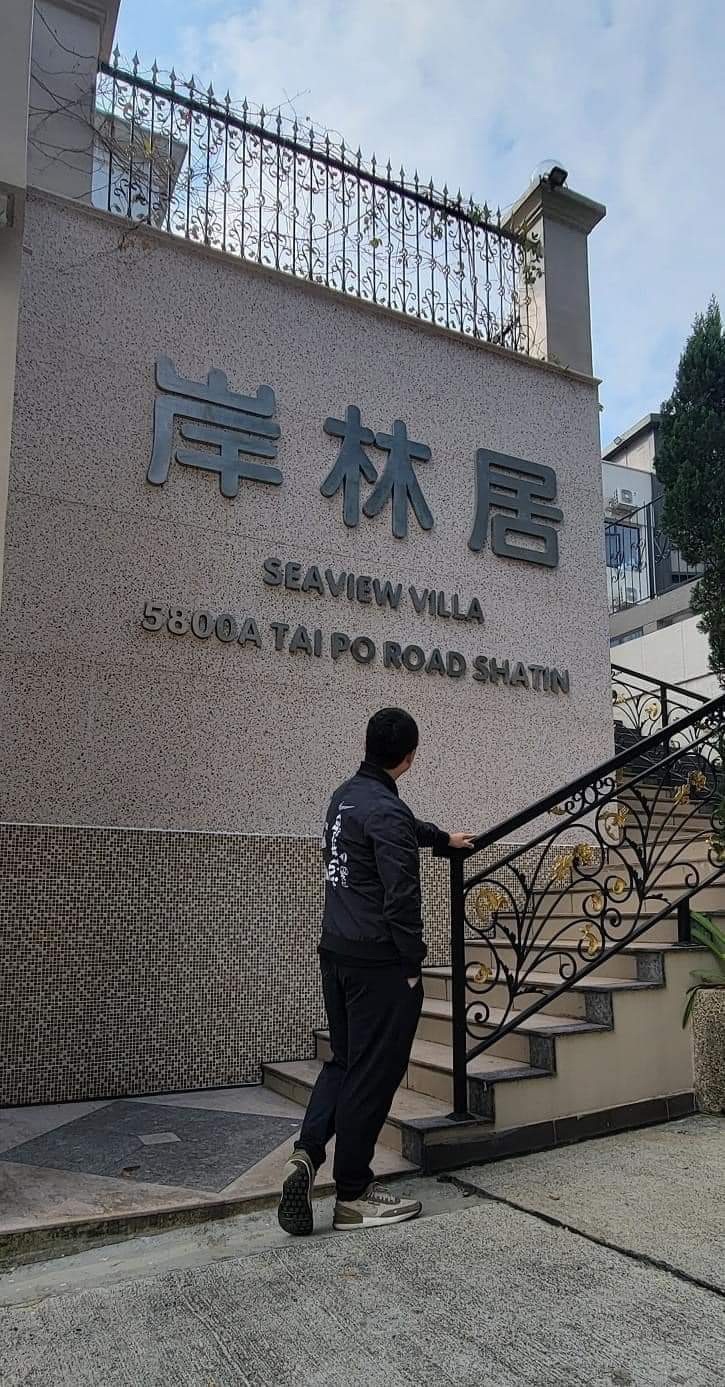 岸林居
SEAVIEW VILLA
5800A TAI PO ROAD SHATIN